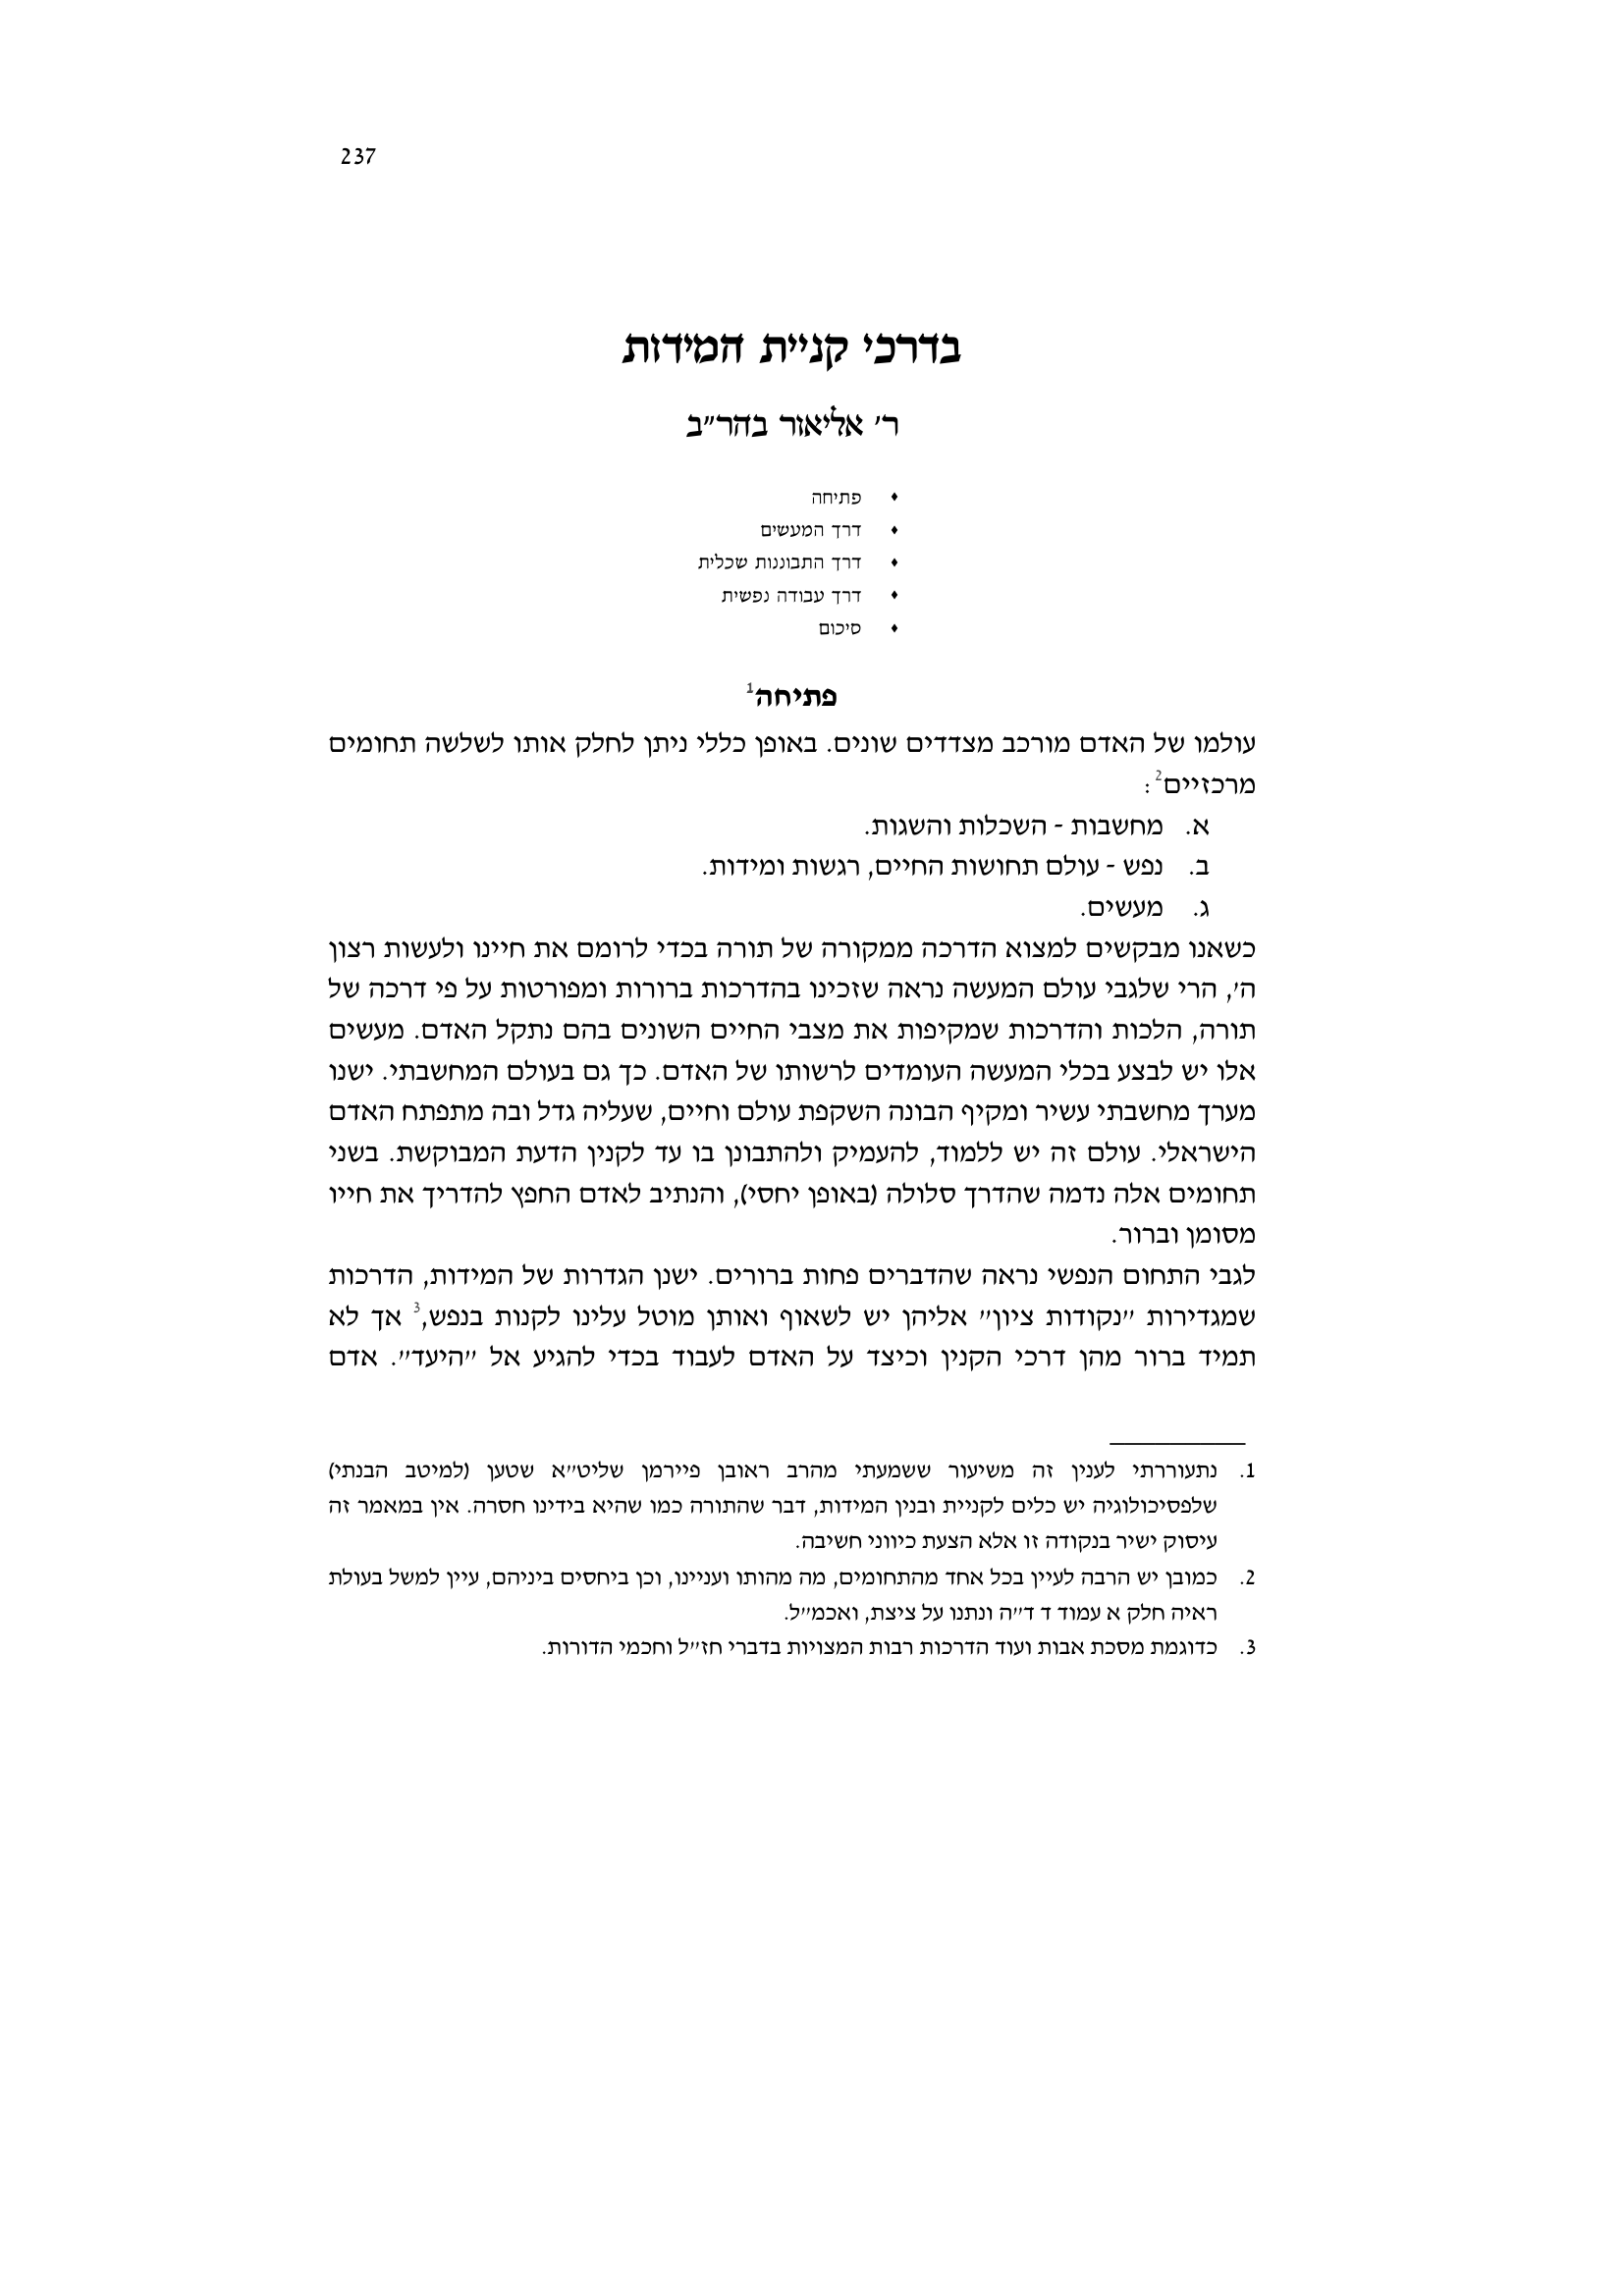 237
בדרכי קניית המידות
ר' אליאור בהר"ב
♦ פתיחה
♦ דרך המעשים
♦ דרך התבוננות שכלית
♦ דרך עבודה נפשית
♦ סיכום
פתיחה1
עולמו של האדם מורכב מצדדים שונים. באופן כללי ניתן לחלק אותו לשלשה תחומים
מרכזיים2:
א. מחשבות - השכלות והשגות.
ב. נפש - עולם תחושות החיים, רגשות ומידות.
ג. מעשים.
כשאנו מבקשים למצוא הדרכה ממקורה של תורה בכדי לרומם את חיינו ולעשות רצון
ה', הרי שלגבי עולם המעשה נראה שזכינו בהדרכות ברורות ומפורטות על פי דרכה של
תורה, הלכות והדרכות שמקיפות את מצבי החיים השונים בהם נתקל האדם. מעשים
אלו יש לבצע בכלי המעשה העומדים לרשותו של האדם. כך גם בעולם המחשבתי. ישנו
מערך מחשבתי עשיר ומקיף הבונה השקפת עולם וחיים, שעליה גדל ובה מתפתח האדם
הישראלי. עולם זה יש ללמוד, להעמיק ולהתבונן בו עד לקנין הדעת המבוקשת. בשני
תחומים אלה נדמה שהדרך סלולה (באופן יחסי), והנתיב לאדם החפץ להדריך את חייו
מסומן וברור.
לגבי התחום הנפשי נראה שהדברים פחות ברורים. ישנן הגדרות של המידות, הדרכות
שמגדירות "נקודות ציון" אליהן יש לשאוף ואותן מוטל עלינו לקנות בנפש,3 אך לא
תמיד ברור מהן דרכי הקנין וכיצד על האדם לעבוד בכדי להגיע אל "היעד". אדם
1. נתעוררתי לענין זה משיעור ששמעתי מהרב ראובן פיירמן שליט"א שטען (למיטב הבנתי)
שלפסיכולוגיה יש כלים לקניית ובנין המידות, דבר שהתורה כמו שהיא בידינו חסרה. אין במאמר זה
עיסוק ישיר בנקודה זו אלא הצעת כיווני חשיבה.
2. כמובן יש הרבה לעיין בכל אחד מהתחומים, מה מהותו ועניינו, וכן ביחסים ביניהם, עיין למשל בעולת
ראיה חלק א עמוד ד ד"ה ונתנו על ציצת, ואכמ"ל.
3. כדוגמת מסכת אבות ועוד הדרכות רבות המצויות בדברי חז"ל וחכמי הדורות.